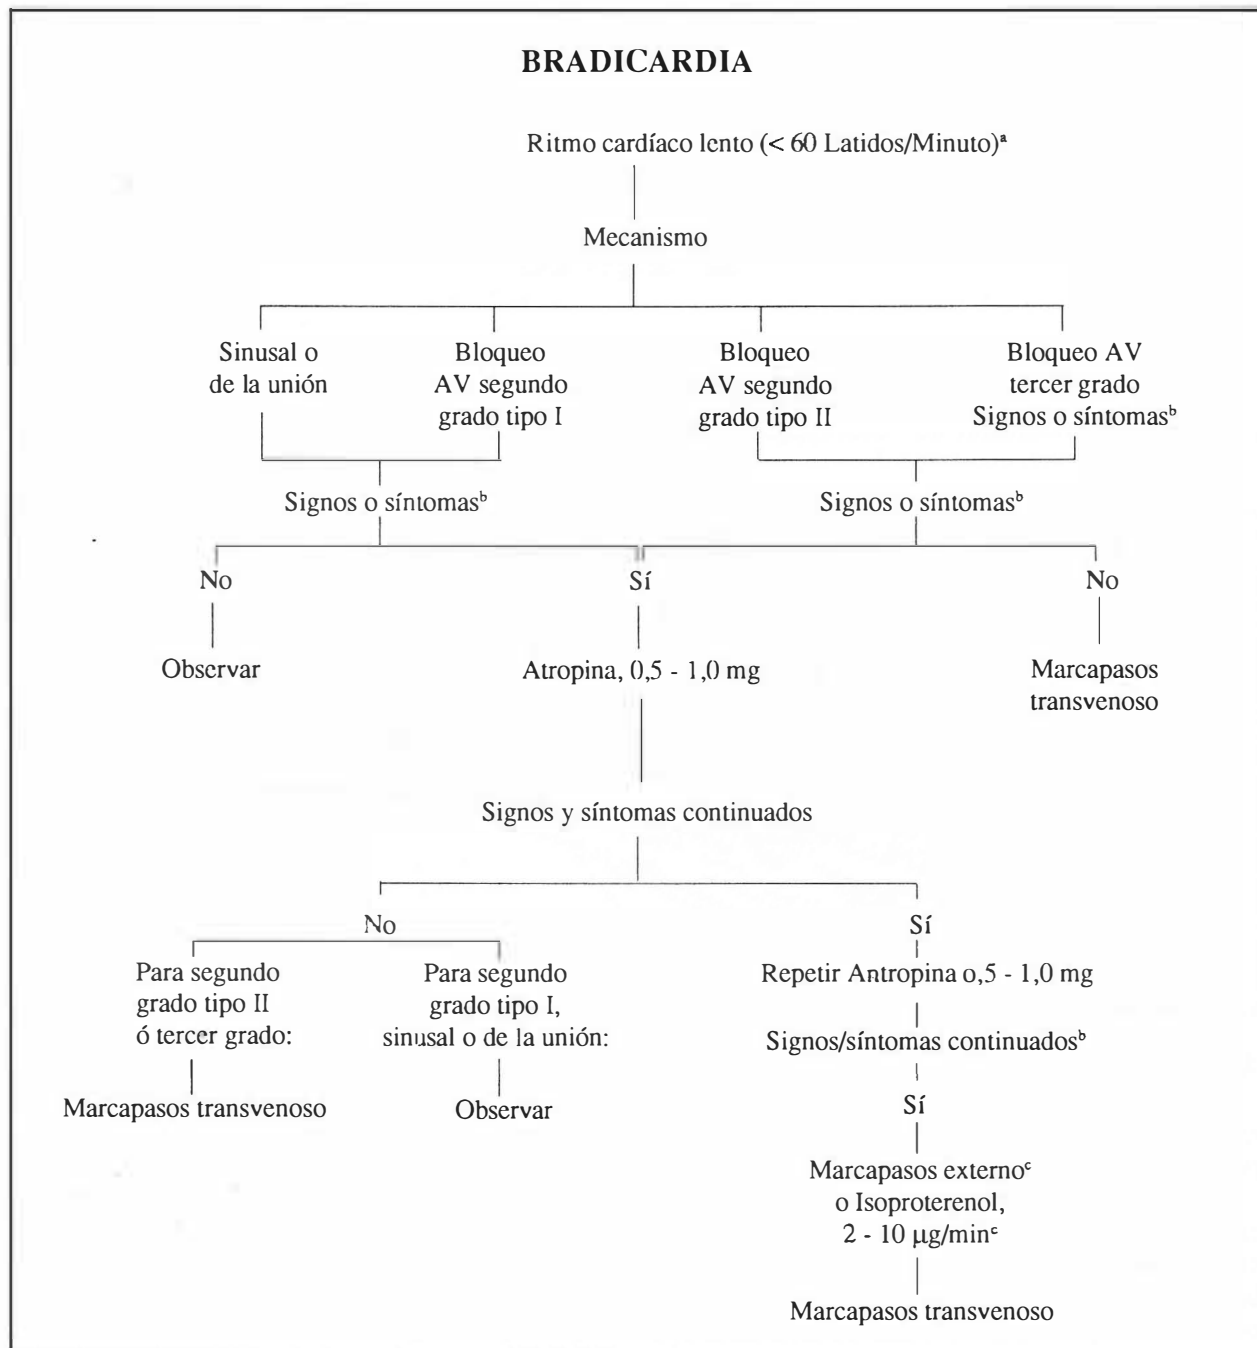 BRADICARDIA
Ritmo cardíaco lento (< 60 Latidos/Minuto)ᵃ
Mecanismo
Sinusal o
de la unión
Bloqueo
AV segundo
grado tipo I
Bloqueo
AV segundo
grado tipo II
Bloqueo AV
tercer grado
Signos o síntomasᵇ
Signos o síntomasᵇ
Signos o síntomasᵇ
No
Sí
No
Observar
Atropina, 0,5 - 1,0 mg
Marcapasos
transvenoso
Signos y síntomas continuados
No
Sí
Para segundo
grado tipo II
ó tercer grado:
Para segundo
grado tipo I,
sinusal o de la unión:
Repetir Antropina o,5 - 1,0 mg
Signos/síntomas continuadosᵇ
Marcapasos transvenoso
Observar
Sí
Marcapasos externoᶜ
o Isoproterenol,
2 - 10 µg/minᶜ
Marcapasos transvenoso